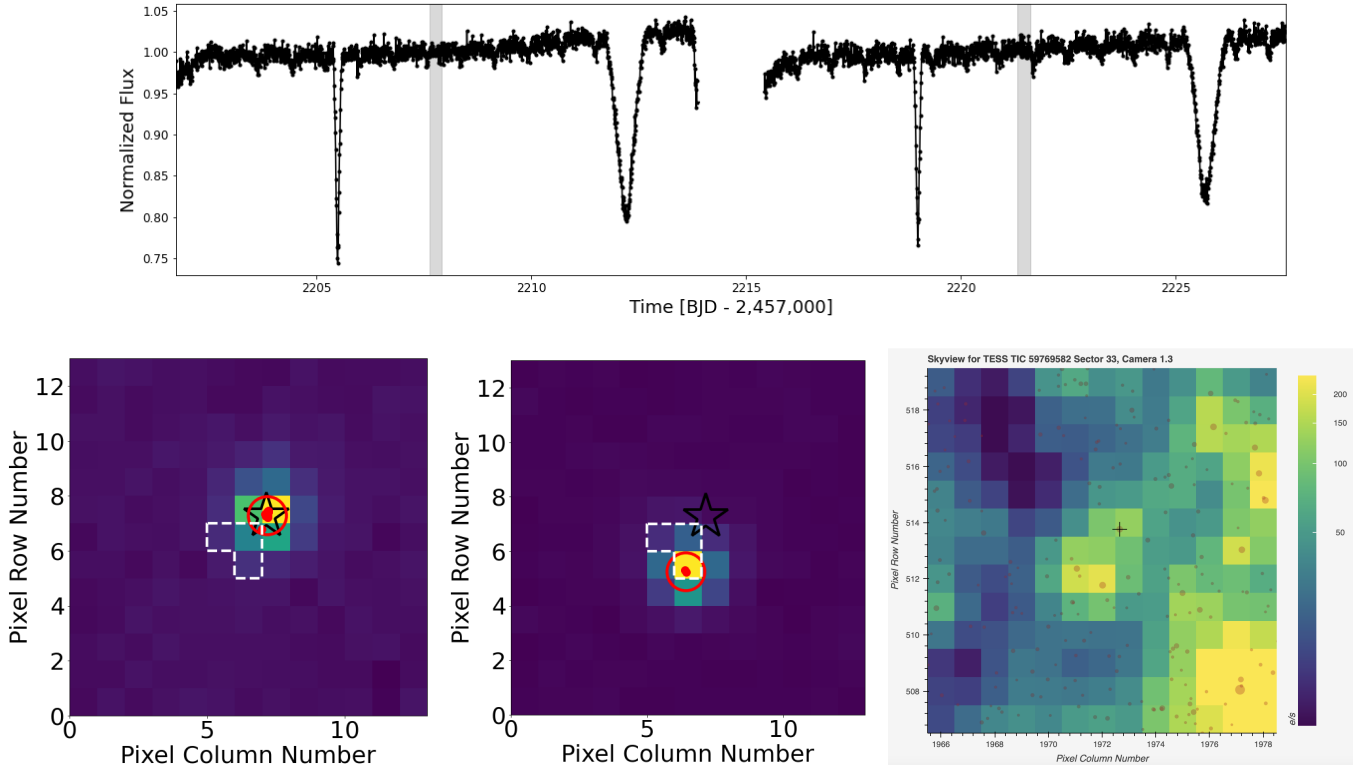 1.05
1.00
0.95
0.90
0.85
0.80
0.75
Normalized Flux
2205 2210 2215 2220 2225
Time [BJD - 2,457,000]
12
10
8
6
4
2
0
Pixel Row Number
0 5 10
Pixel Column Number
12
10
8
6
4
2
0
Pixel Row Number
0 5 10
Pixel Column Number
Skyview for TESS TIC 59769582 Sector 33, Camera 1.3
518
516
514
512
510
508
Pixel Row Number
1966 1968 1970 1972 1974 1976 1978
Pixel Column Number
200
150
100
50
e/s